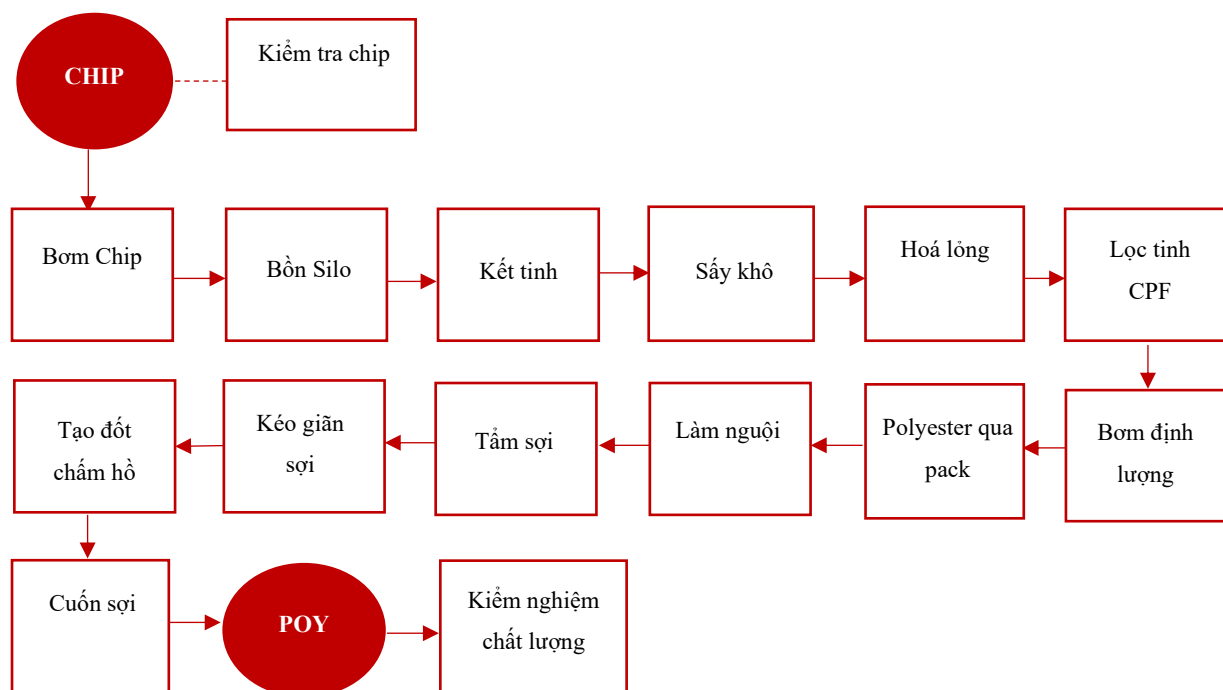 CHIP
Kiểm tra chip
Bơm Chip
Bồn Silo
Kết tinh
Sấy khô
Hoá lỏng
Lọc tinh
CPF
Bơm định
lượng
Polyester qua
pack
Làm nguội
Tẩm sợi
Kéo giãn
sợi
Tạo đốt
chấm hồ
Cuốn sợi
POY
Kiểm nghiệm
chất lượng